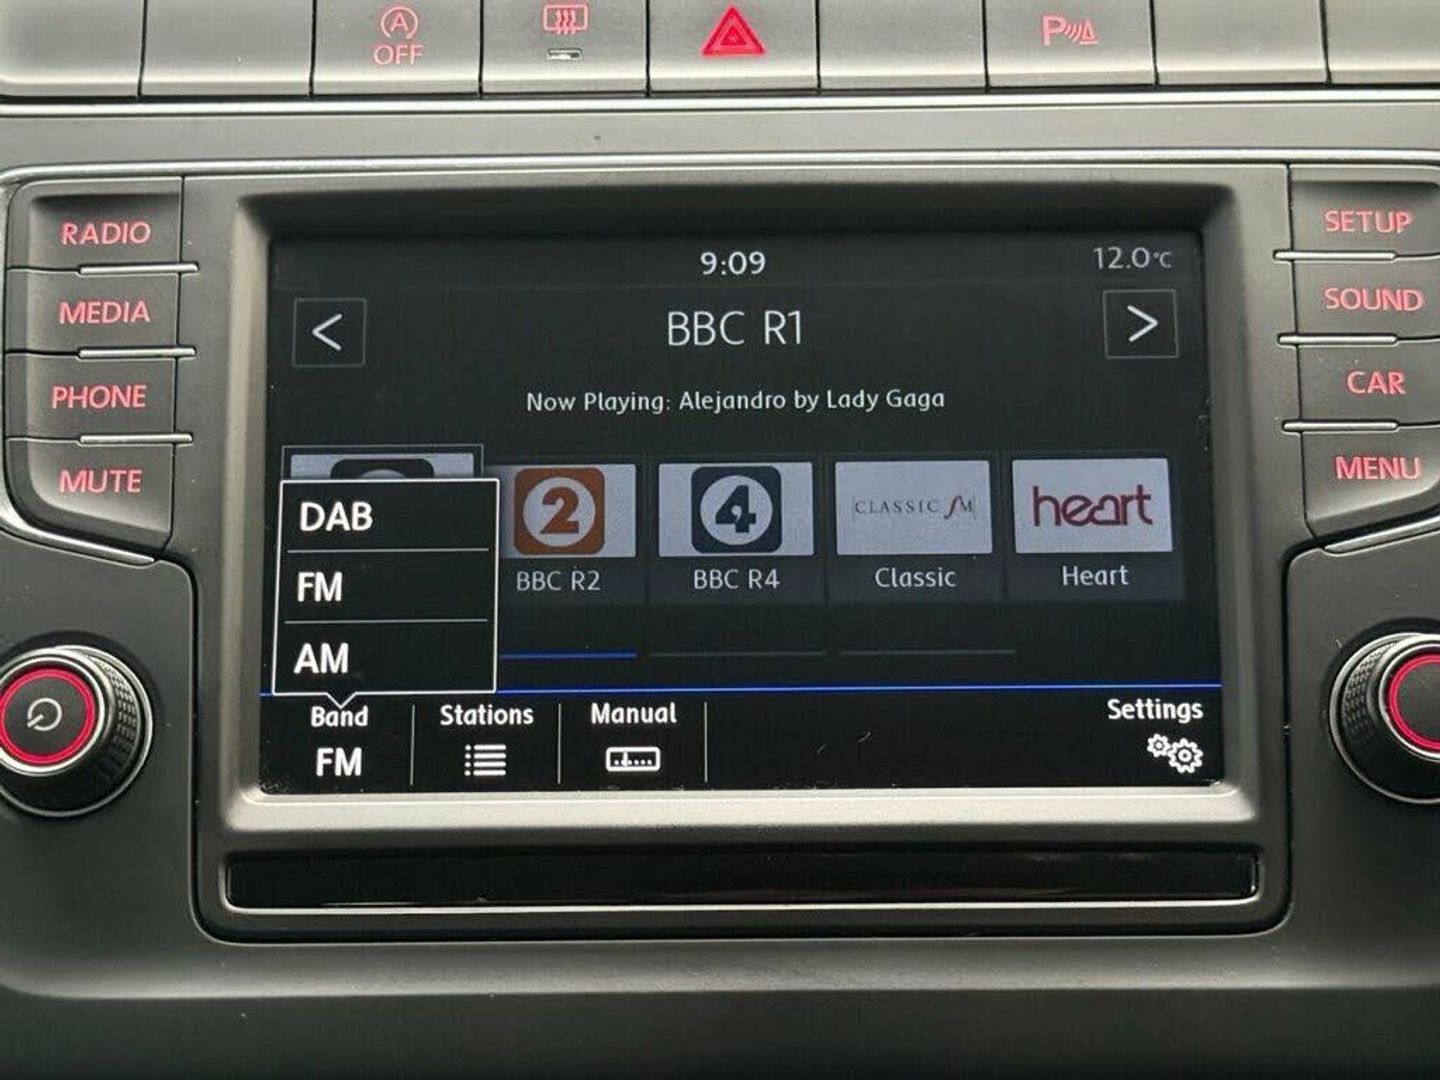 A
OFF
P
RADIO
MEDIA
PHONE
MUTE
SETUP
SOUND
CAR
MENU
9:09
12.0°C
<
BBC R1
>
Now Playing: Alejandro by Lady Gaga
DAB
FM
AM
2
BBC R2
4
BBC R4
CLASSIC fM
Classic
heart
Heart
Band
FM
Stations
Manual
Settings